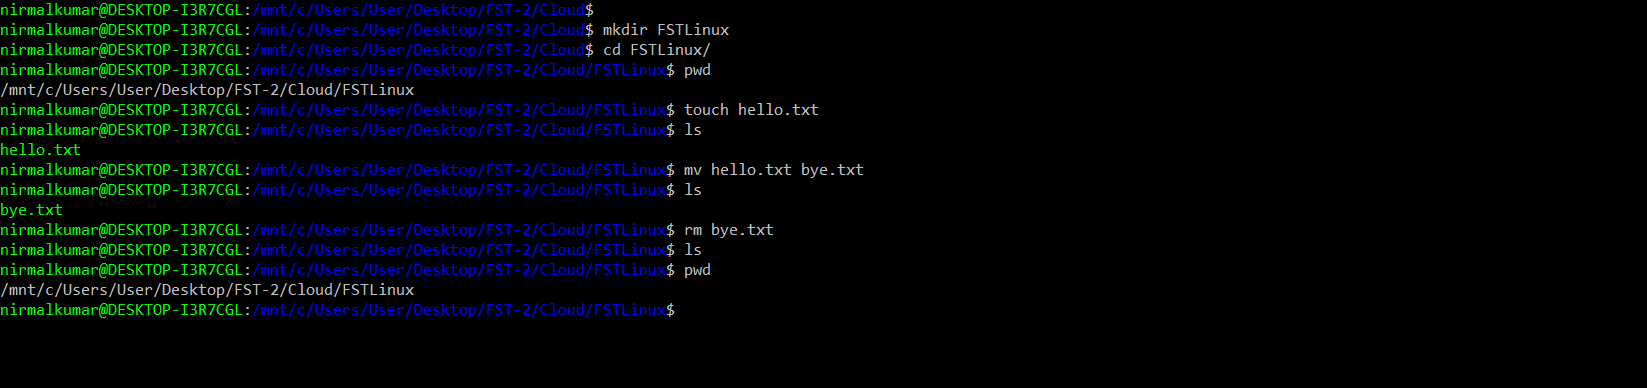 nirmalkumar@DESKTOP-I3R7CGL:/mnt/c/Users/User/Desktop/FST-2/Cloud$
nirmalkumar@DESKTOP-I3R7CGL:/mnt/c/Users/User/Desktop/FST-2/Cloud$ mkdir FSTLinux
nirmalkumar@DESKTOP-I3R7CGL:/mnt/c/Users/User/Desktop/FST-2/Cloud$ cd FSTLinux/
nirmalkumar@DESKTOP-I3R7CGL:/mnt/c/Users/User/Desktop/FST-2/Cloud/FSTLinux$ pwd
/mnt/c/Users/User/Desktop/FST-2/Cloud/FSTLinux
nirmalkumar@DESKTOP-I3R7CGL:/mnt/c/Users/User/Desktop/FST-2/Cloud/FSTLinux$ touch hello.txt
nirmalkumar@DESKTOP-I3R7CGL:/mnt/c/Users/User/Desktop/FST-2/Cloud/FSTLinux$ ls
hello.txt
nirmalkumar@DESKTOP-I3R7CGL:/mnt/c/Users/User/Desktop/FST-2/Cloud/FSTLinux$ mv hello.txt bye.txt
nirmalkumar@DESKTOP-I3R7CGL:/mnt/c/Users/User/Desktop/FST-2/Cloud/FSTLinux$ ls
bye.txt
nirmalkumar@DESKTOP-I3R7CGL:/mnt/c/Users/User/Desktop/FST-2/Cloud/FSTLinux$ rm bye.txt
nirmalkumar@DESKTOP-I3R7CGL:/mnt/c/Users/User/Desktop/FST-2/Cloud/FSTLinux$ ls
nirmalkumar@DESKTOP-I3R7CGL:/mnt/c/Users/User/Desktop/FST-2/Cloud/FSTLinux$ pwd
/mnt/c/Users/User/Desktop/FST-2/Cloud/FSTLinux
nirmalkumar@DESKTOP-I3R7CGL:/mnt/c/Users/User/Desktop/FST-2/Cloud/FSTLinux$